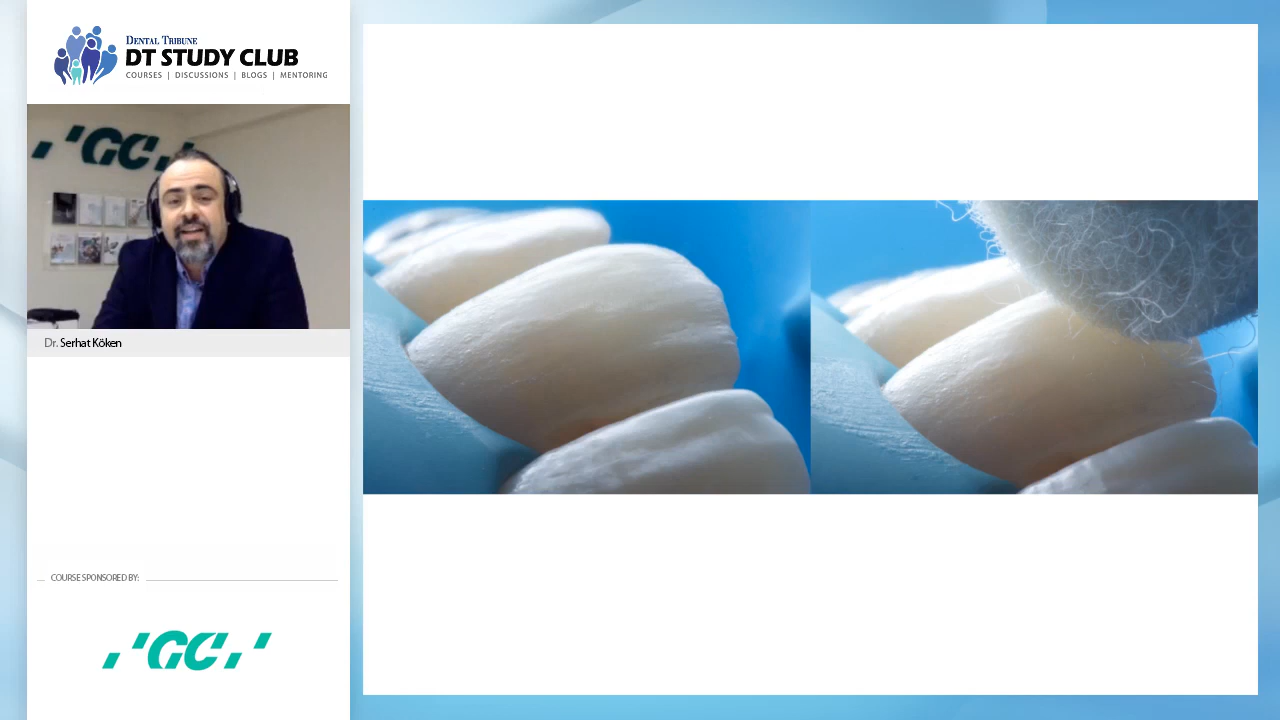 DENTAL TRIBUNE
DT STUDY CLUB
COURSES | DISCUSSIONS | BLOGS | MENTORING
GC
Dr. Serhat Köken
COURSE SPONSORED BY:
GC